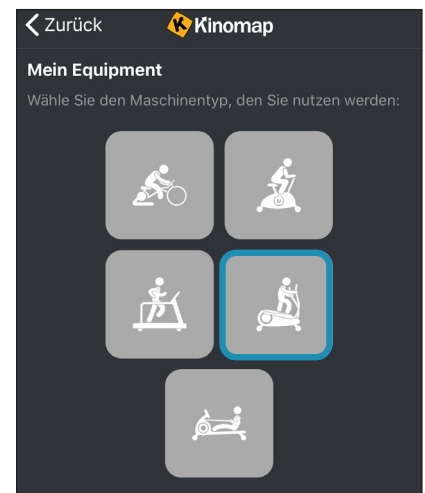 Zurück
Kinomap
Mein Equipment
Wähle Sie den Maschinentyp, den Sie nutzen werden: